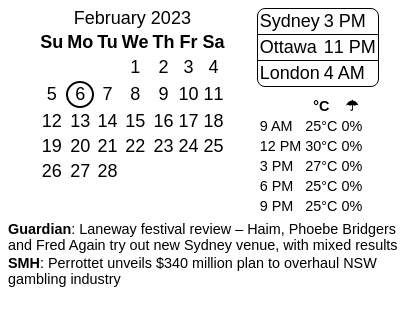 February 2023
Su Mo Tu We Th Fr Sa
1 2 3 4
5 6 7 8 9 10 11
12 13 14 15 16 17 18
19 20 21 22 23 24 25
26 27 28
Sydney 3 PM
Ottawa 11 PM
London 4 AM
°C ☂
9 AM 25°C 0%
12 PM 30°C 0%
3 PM 27°C 0%
6 PM 25°C 0%
9 PM 25°C 0%
Guardian: Laneway festival review – Haim, Phoebe Bridgers
and Fred Again try out new Sydney venue, with mixed results
SMH: Perrottet unveils $340 million plan to overhaul NSW
gambling industry